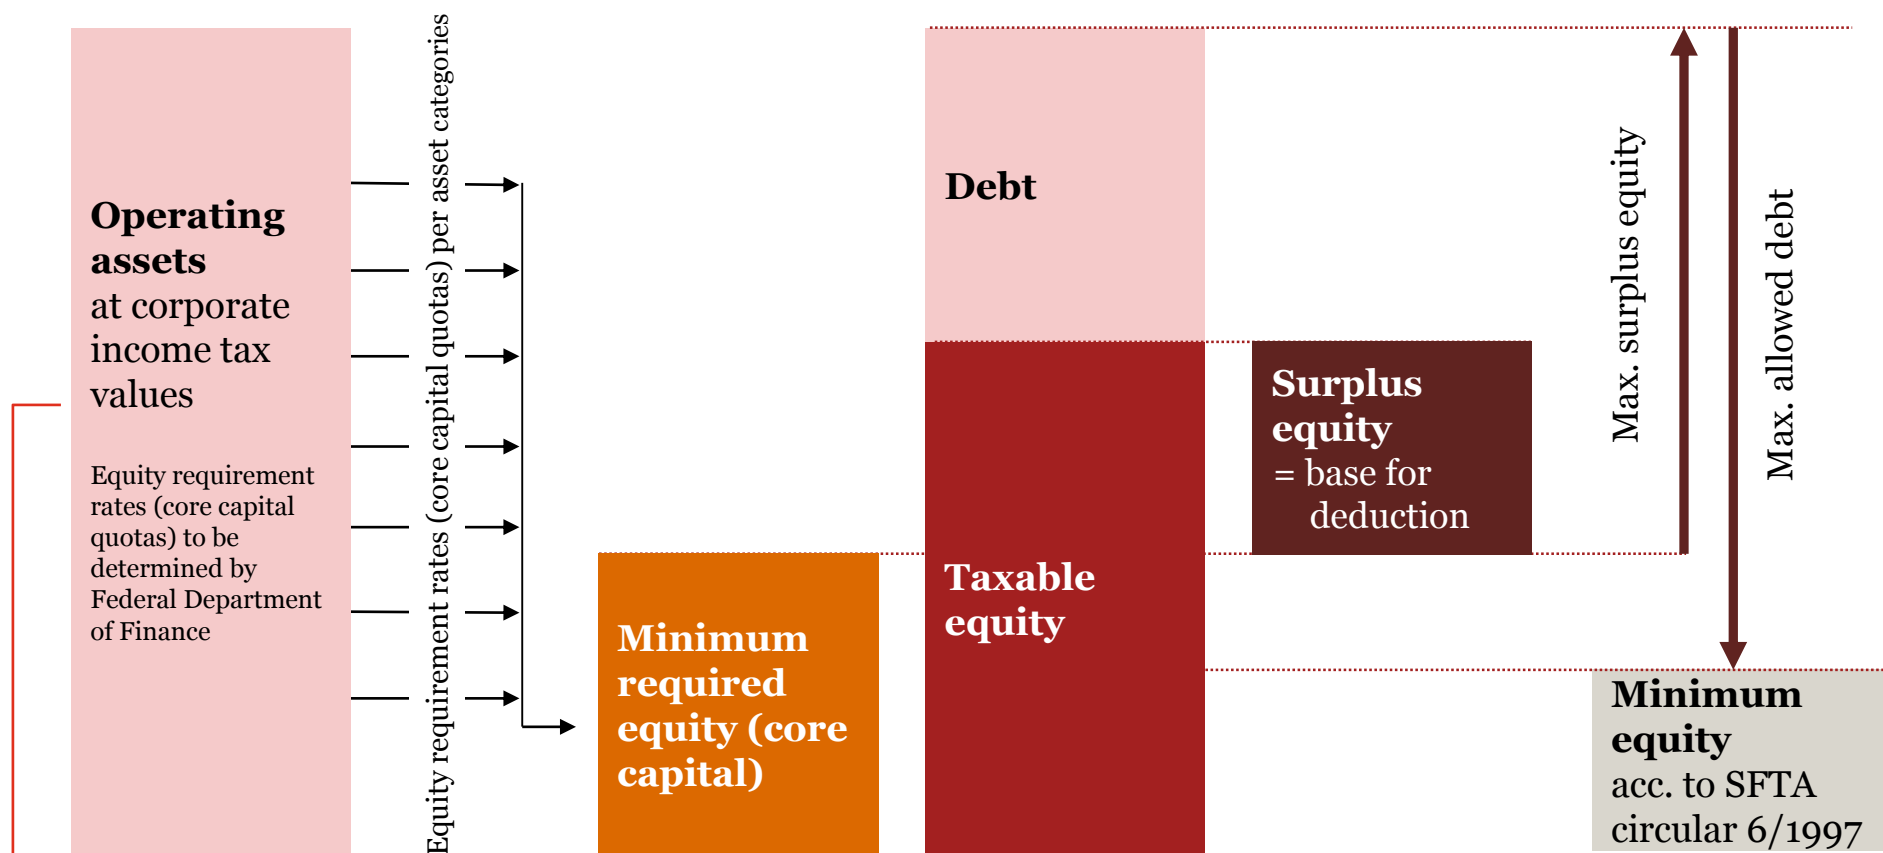 Operating
assets
at corporate
income tax
values
Equity requirement
rates (core capital
quotas) to be
determined by
Federal Department
of Finance
Equity requirement rates (core capital quotas) per asset categories
Minimum
required
equity (core
capital)
Debt
Taxable
equity
Surplus
equity
= base for
deduction
Max. surplus equity
Max. allowed debt
Minimum
equity
acc. to SFTA
circular 6/1997